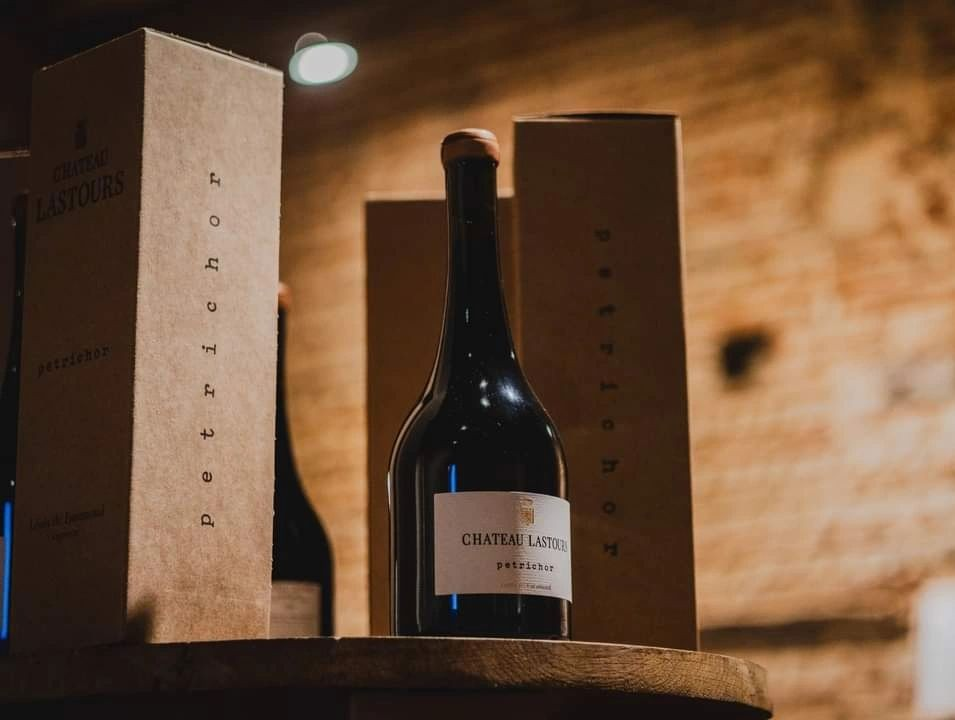 CHATEAU
LASTOURS
petrichor
petrichor
petrichor
CHATEAU LASTOURS
petrichor